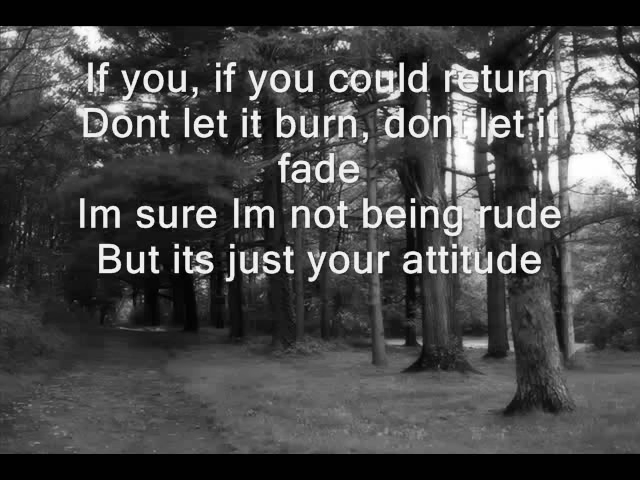 If you, if you could return
Dont let it burn, dont let it
fade
Im sure Im not being rude
But its just your attitude